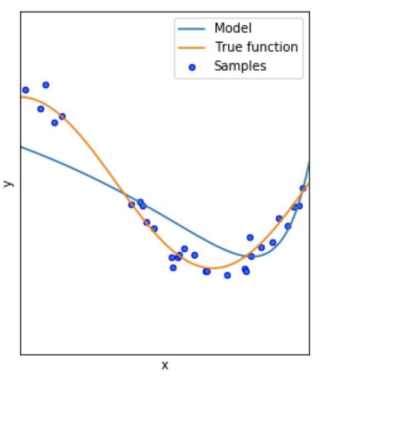 Model
True function
Samples
y
x